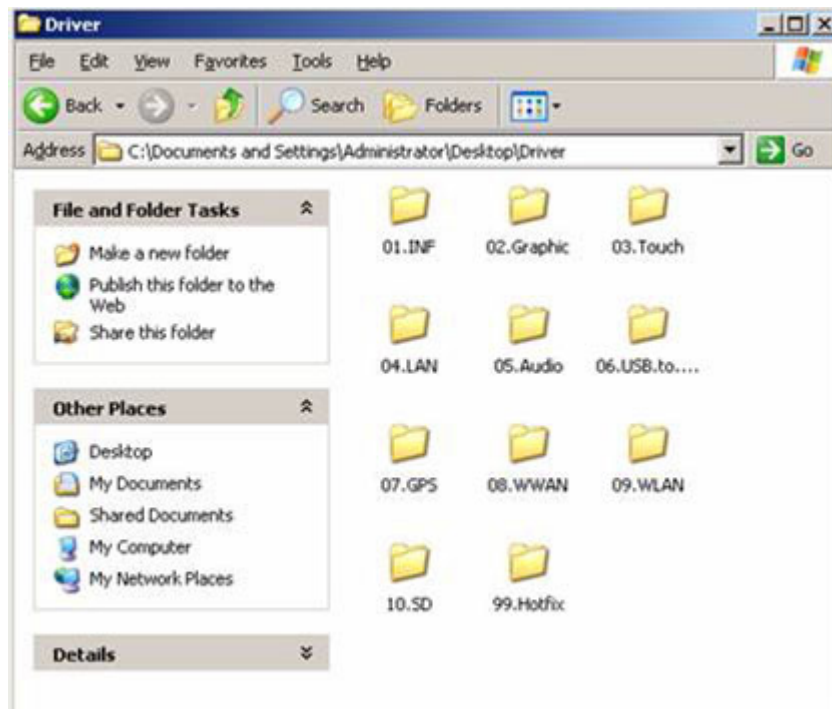 Driver
File Edit View Favorites Tools Help
Back Search Folders
Address C:\Documents and Settings\Administrator\Desktop\Driver Go
File and Folder Tasks
Make a new folder
Publish this folder to the
Web
Share this folder
Other Places
Desktop
My Documents
Shared Documents
My Computer
My Network Places
Details
01.INF 02.Graphic 03.Touch
04.LAN 05.Audio 06.USB.to....
07.GPS 08.WWAN 09.WLAN
10.SD 99.Hotfix